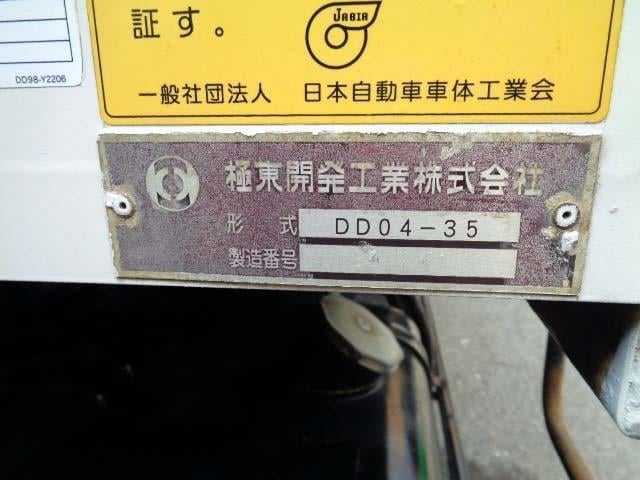 証す。
JABIA
DD98-Y2206
一般社団法人 日本自動車車体工業会
極東開発工業株式会社
形式 DD04-35
製造番号